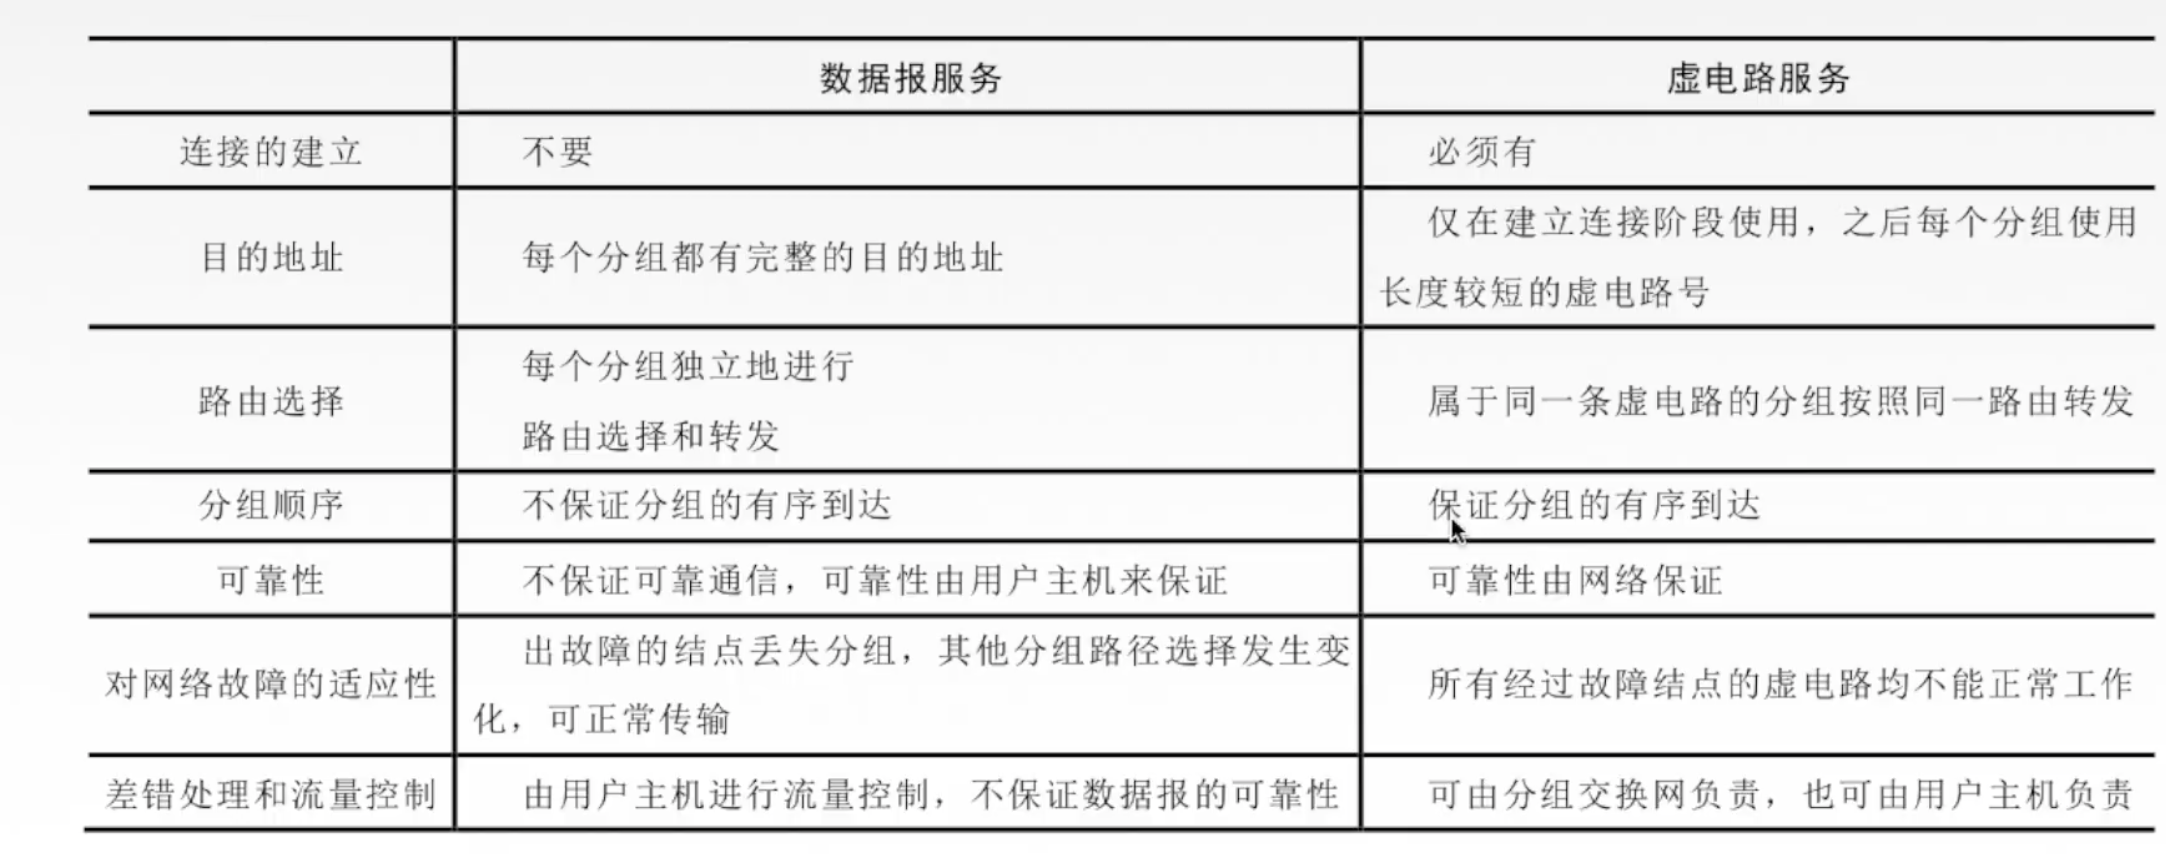 数据报服务
虚电路服务
连接的建立
不要
必须有
目的地址
每个分组都有完整的目的地址
仅在建立连接阶段使用，之后每个分组使用
长度较短的虚电路号
路由选择
每个分组独立地进行
路由选择和转发
属于同一条虚电路的分组按照同一路由转发
分组顺序
不保证分组的有序到达
保证分组的有序到达
可靠性
不保证可靠通信，可靠性由用户主机来保证
可靠性由网络保证
对网络故障的适应性
出故障的结点丢失分组，其他分组路径选择发生变
化，可正常传输
所有经过故障结点的虚电路均不能正常工作
差错处理和流量控制
由用户主机进行流量控制，不保证数据报的可靠性
可由分组交换网负责，也可由用户主机负责